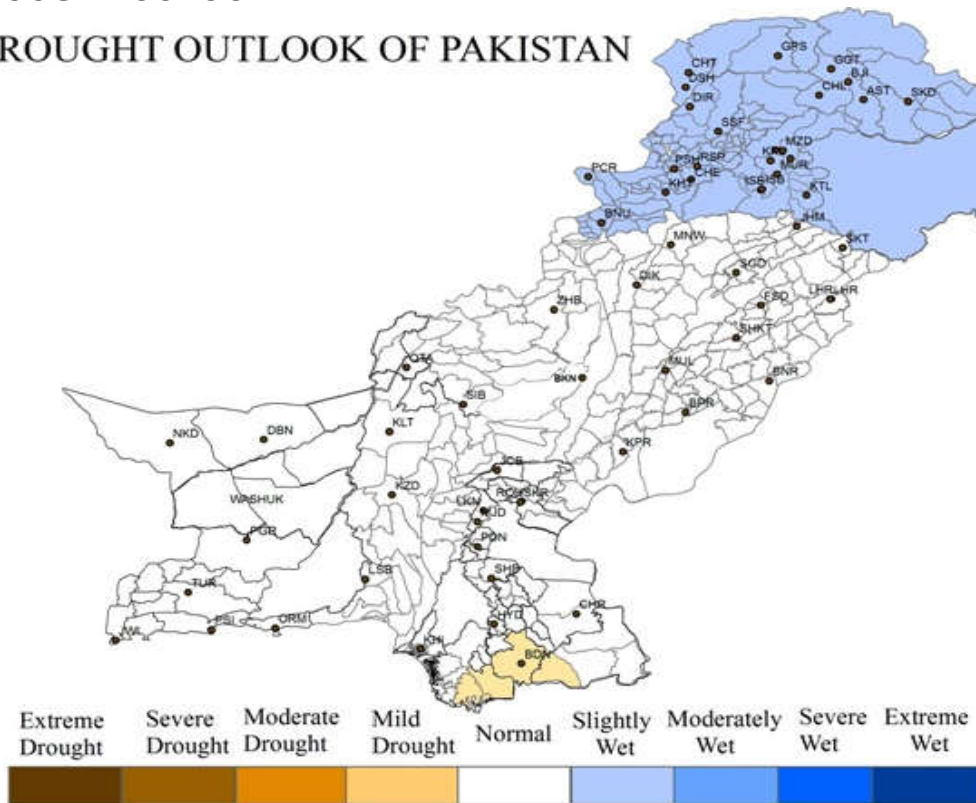 ROUGHT OUTLOOK OF PAKISTAN
GPS
CHT
GGT
DSH
BJI
CHL
AST
SKD
DIR
SSF
MZD
PSH
RSP
MUR
PCR
CHE
KHT
KTL
BNU
JHM
MNW
SKT
SGD
DIK
LHR LHR
FSD
ZHB
SHKT
QTA
MUL
BKN
BNR
SIB
BPR
KLT
NKD
DBN
KPR
JCB
KZD
WASHUK
PGR
PDN
LSB
SHB
TUR
CHR
HYD
PSI
ORM
KHI
BDN
Extreme Drought
Severe Drought
Moderate Drought
Mild Drought
Normal
Slightly Wet
Moderately Wet
Severe Wet
Extreme Wet